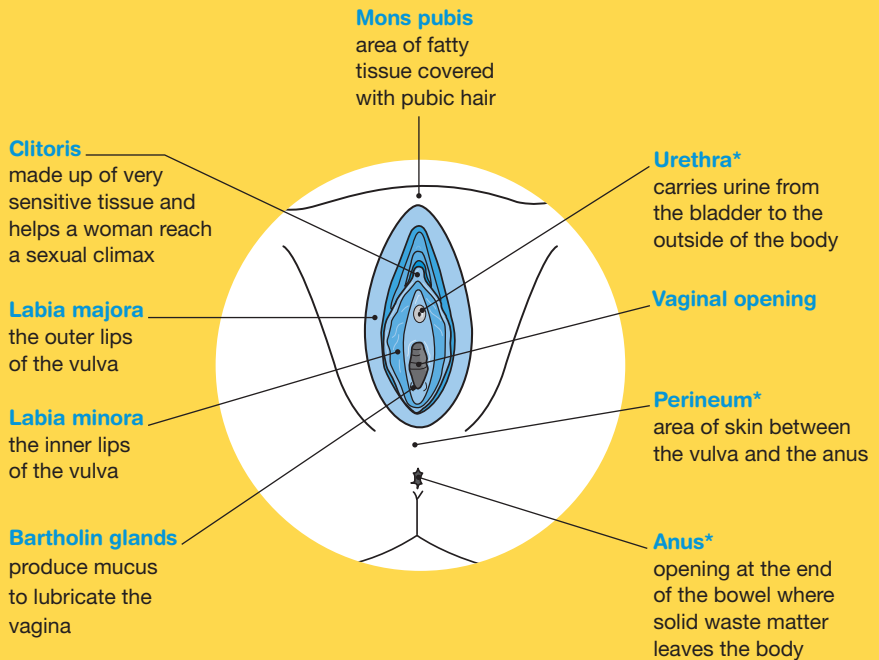 Mons pubis
area of fatty
tissue covered
with pubic hair
Clitoris
made up of very
sensitive tissue and
helps a woman reach
a sexual climax
Labia majora
the outer lips
of the vulva
Labia minora
the inner lips
of the vulva
Bartholin glands
produce mucus
to lubricate the
vagina
Urethra*
carries urine from
the bladder to the
outside of the body
Vaginal opening
Perineum*
area of skin between
the vulva and the anus
Anus*
opening at the end
of the bowel where
solid waste matter
leaves the body